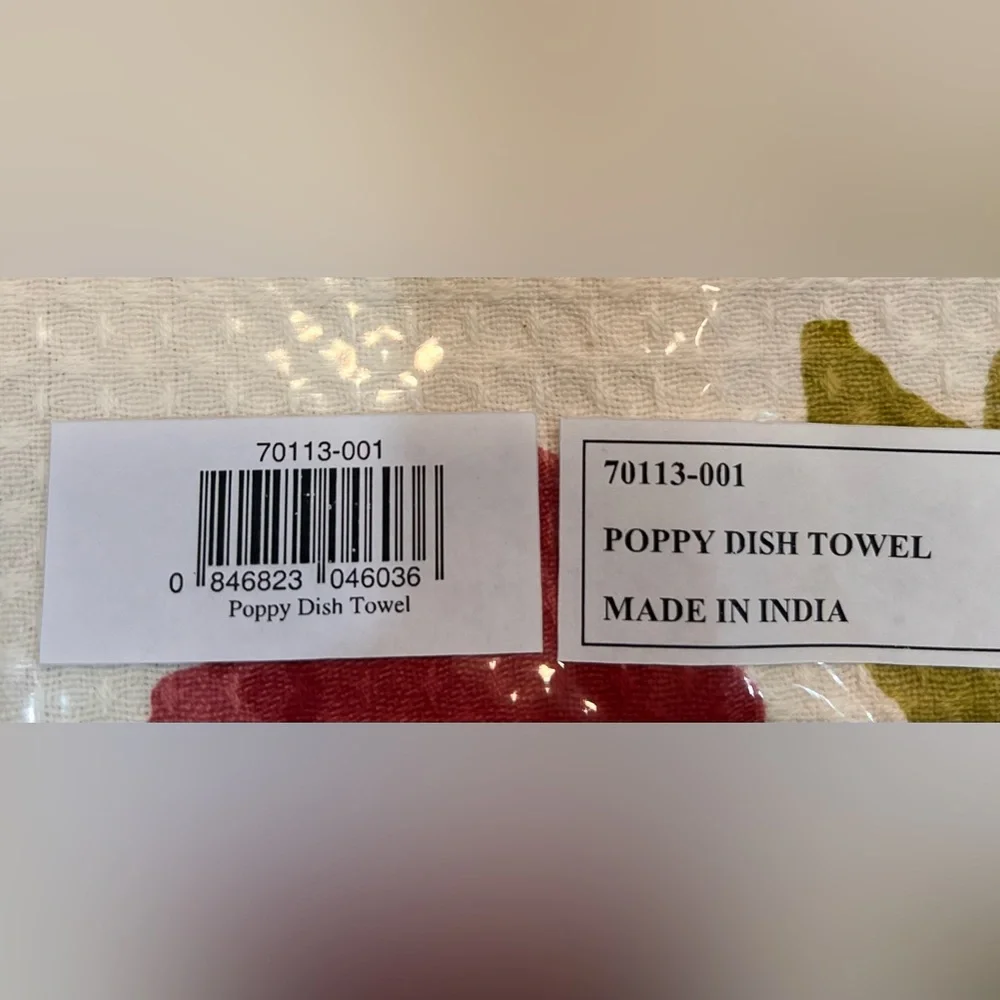 70113-001
0 846823 046036
Poppy Dish Towel
70113-001
POPPY DISH TOWEL
MADE IN INDIA